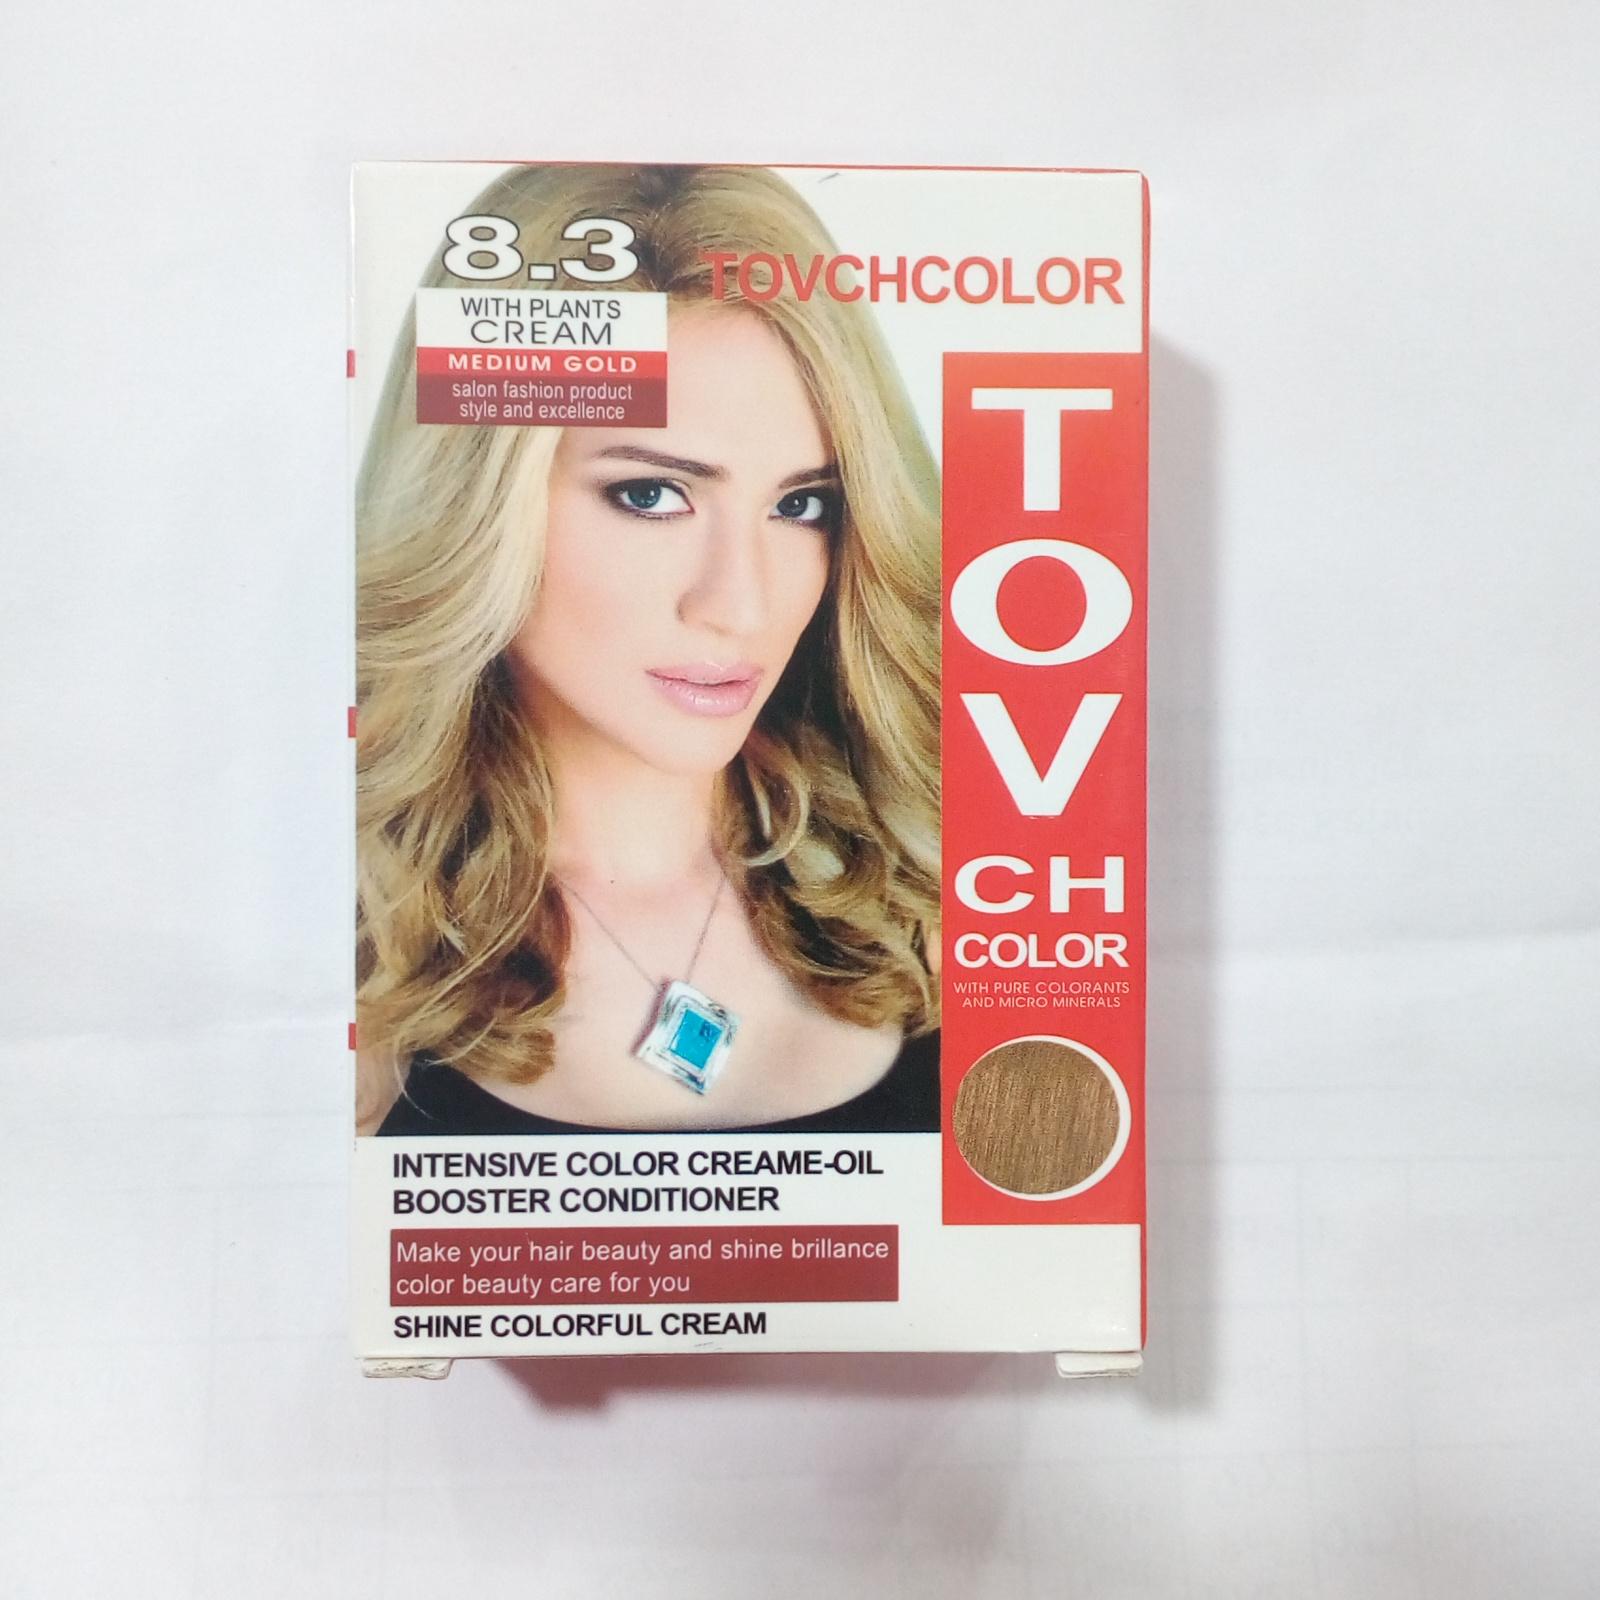 8.3
WITH PLANTS
CREAM
MEDIUM GOLD
salon fashion product
style and excellence
TOVCHCOLOR
TOV
CH
COLOR
WITH PURE COLORANTS
AND MICRO MINERALS
INTENSIVE COLOR CREAME-OIL
BOOSTER CONDITIONER
Make your hair beauty and shine brillance
color beauty care for you
SHINE COLORFUL CREAM